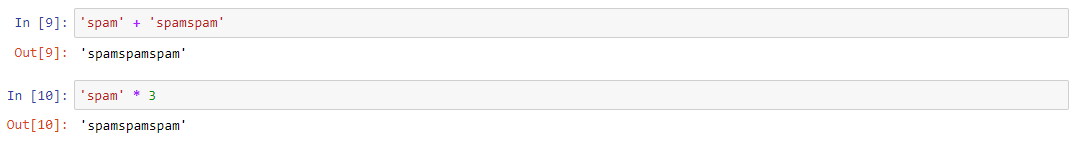 In [9]: 'spam' + 'spamspam'
Out[9]: 'spamspamspam'
In [10]: 'spam' * 3
Out[10]: 'spamspamspam'